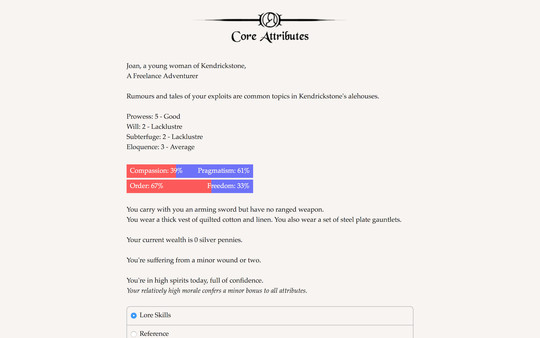 Core Attributes
Joan, a young woman of Kendrickstone,
A Freelance Adventurer
Rumours and tales of your exploits are common topics in Kendrickstone's alehouses.
Prowess: 5 - Good
Will: 2 - Lacklustre
Subterfuge: 2 - Lacklustre
Eloquence: 3 - Average
Compassion: 39% Pragmatism: 61%
Order: 67% Freedom: 33%
You carry with you an arming sword but have no ranged weapon.
You wear a thick vest of quilted cotton and linen. You also wear a set of steel plate gauntlets.
Your current wealth is 0 silver pennies.
You're suffering from a minor wound or two.
You're in high spirits today, full of confidence.
Your relatively high morale confers a minor bonus to all attributes.
Lore Skills
Reference